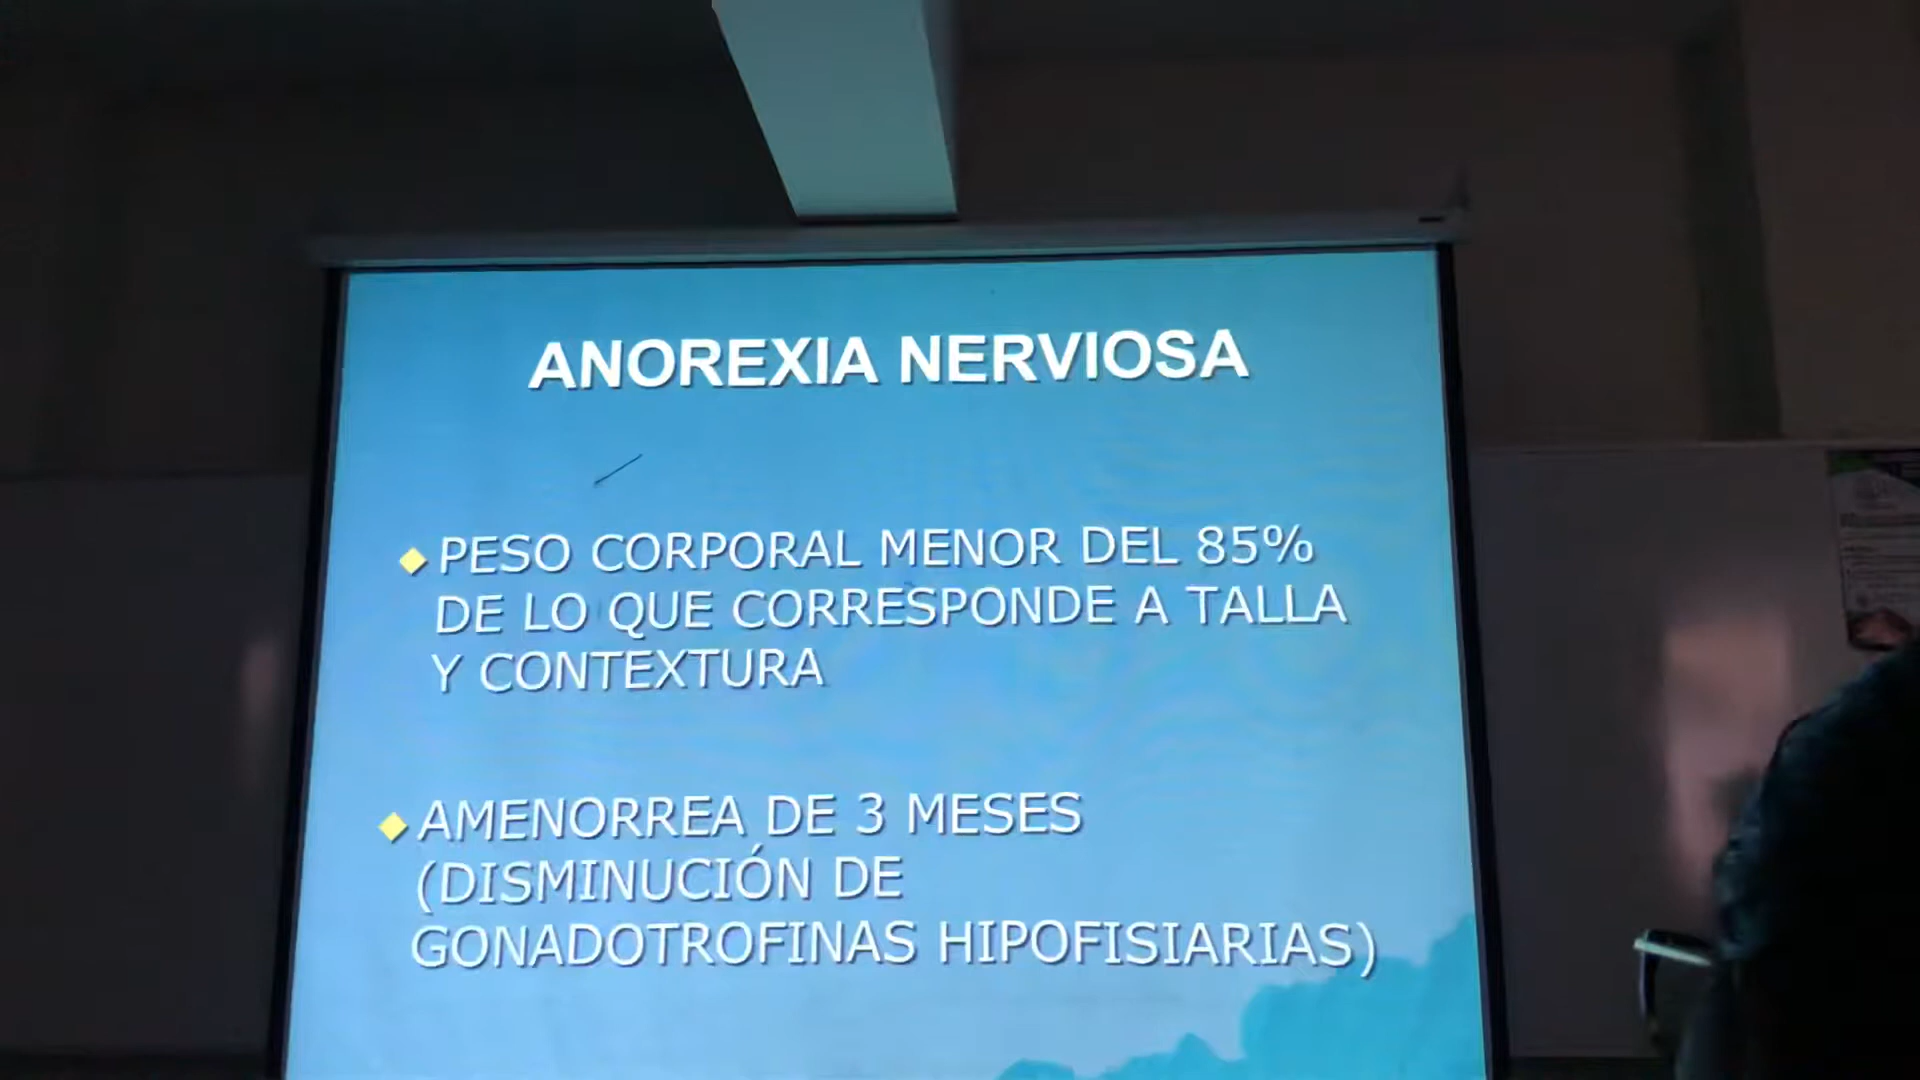 ANOREXIA NERVIOSA
PESO CORPORAL MENOR DEL 85%
DE LO QUE CORRESPONDE A TALLA
Y CONTEXTURA
AMENORREA DE 3 MESES
(DISMINUCIÓN DE
GONADOTROFINAS HIPOFISIARIAS)